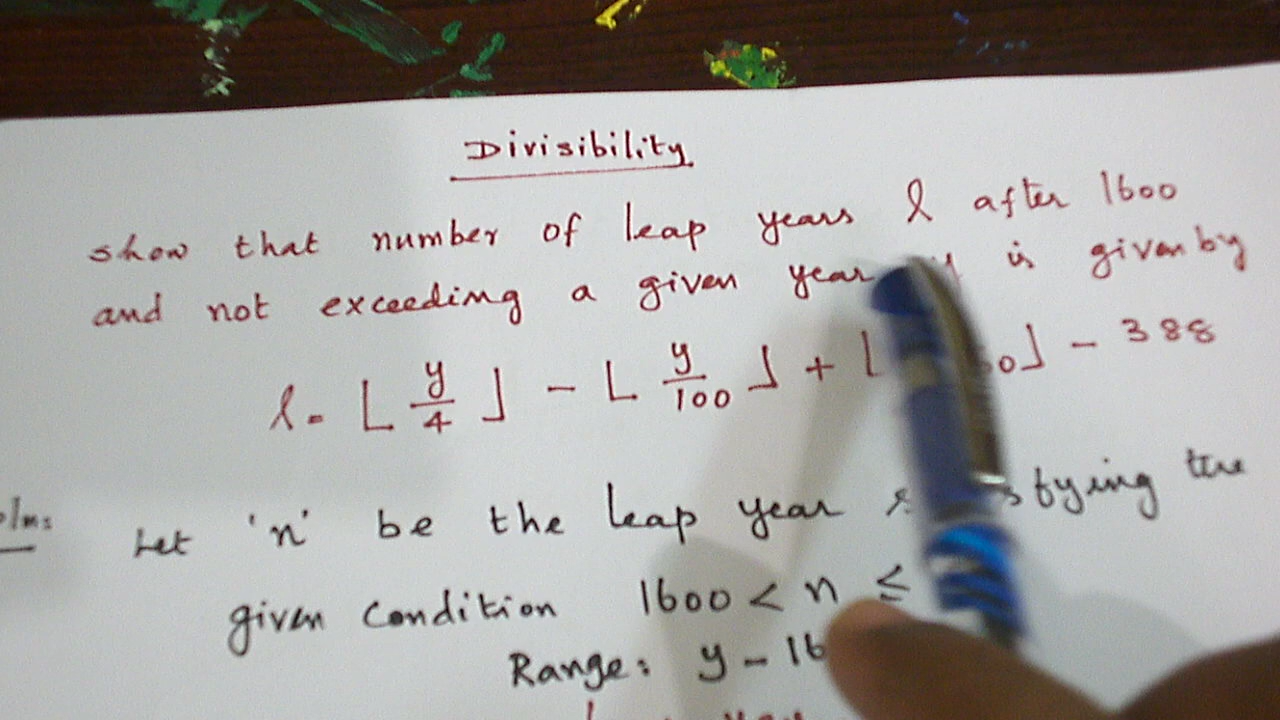 Divisibility
show that number of leap years l after 1600
and not exceeding a given year y is given by
l = ⌊ y/4 ⌋ - ⌊ y/100 ⌋ + ⌊ 0⌋ - 388
Let 'n' be the leap year the
given condition 1600 < n ≤
Range: y - 16